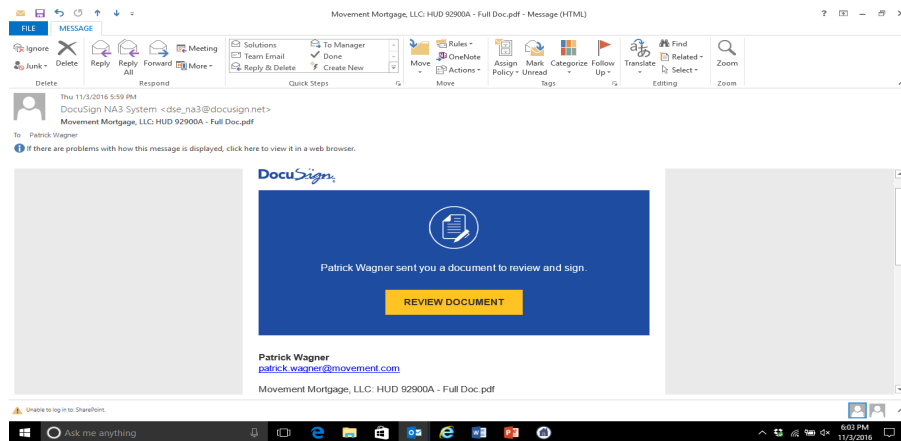 Movement Mortgage, LLC: HUD 92900A - Full Doc.pdf - Message (HTML)
FILE MESSAGE
Ignore
Junk
Delete
Reply
Reply All
Forward
Meeting
More
Solutions
Team Email
Reply & Delete
To Manager
Done
Create New
Move
Rules
OneNote
Actions
Assign Policy
Mark Unread
Categorize
Follow Up
Translate
Find
Related
Select
Zoom
Delete Respond Quick Steps Move Tags Editing Zoom
Thu 11/3/2016 5:59 PM
DocuSign NA3 System <dse_na3@docusign.net>
Movement Mortgage, LLC: HUD 92900A - Full Doc.pdf
To Patrick Wagner
If there are problems with how this message is displayed, click here to view it in a web browser.
DocuSign
Patrick Wagner sent you a document to review and sign.
REVIEW DOCUMENT
Patrick Wagner
patrick.wagner@movement.com
Movement Mortgage, LLC: HUD 92900A - Full Doc.pdf
Unable to log in to: SharePoint.
Ask me anything
6:03 PM
11/3/2016